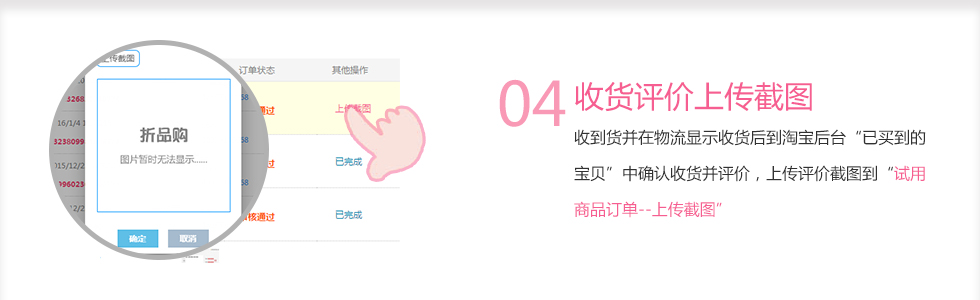 上传截图
订单状态
其他操作
3268
58
通过
上传截图
16/1/4 1
折品购
3238099
图片暂时无法显示......
58
过
已完成
015/12/2
0996023
58
核通过
已完成
确定
取消
04
收货评价上传截图
收到货并在物流显示收货后到淘宝后台“已买到的
宝贝”中确认收货并评价，上传评价截图到“试用
商品订单--上传截图”